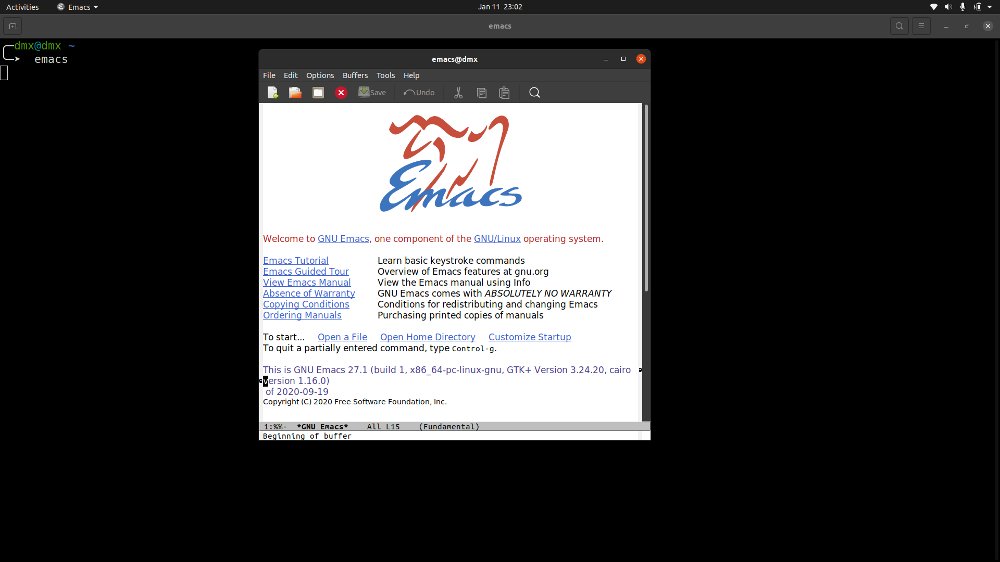 Activities Emacs Jan 11 23:02
emacs
dmx@dmx ~
emacs
emacs@dmx
File Edit Options Buffers Tools Help
Save Undo
Emacs
Welcome to GNU Emacs, one component of the GNU/Linux operating system.
Emacs Tutorial Learn basic keystroke commands
Emacs Guided Tour Overview of Emacs features at gnu.org
View Emacs Manual View the Emacs manual using Info
Absence of Warranty GNU Emacs comes with ABSOLUTELY NO WARRANTY
Copying Conditions Conditions for redistributing and changing Emacs
Ordering Manuals Purchasing printed copies of manuals
To start... Open a File Open Home Directory Customize Startup
To quit a partially entered command, type Control-g.
This is GNU Emacs 27.1 (build 1, x86_64-pc-linux-gnu, GTK+ Version 3.24.20, cairo
version 1.16.0)
of 2020-09-19
Copyright (C) 2020 Free Software Foundation, Inc.
1:%%- *GNU Emacs* All L15 (Fundamental)
Beginning of buffer